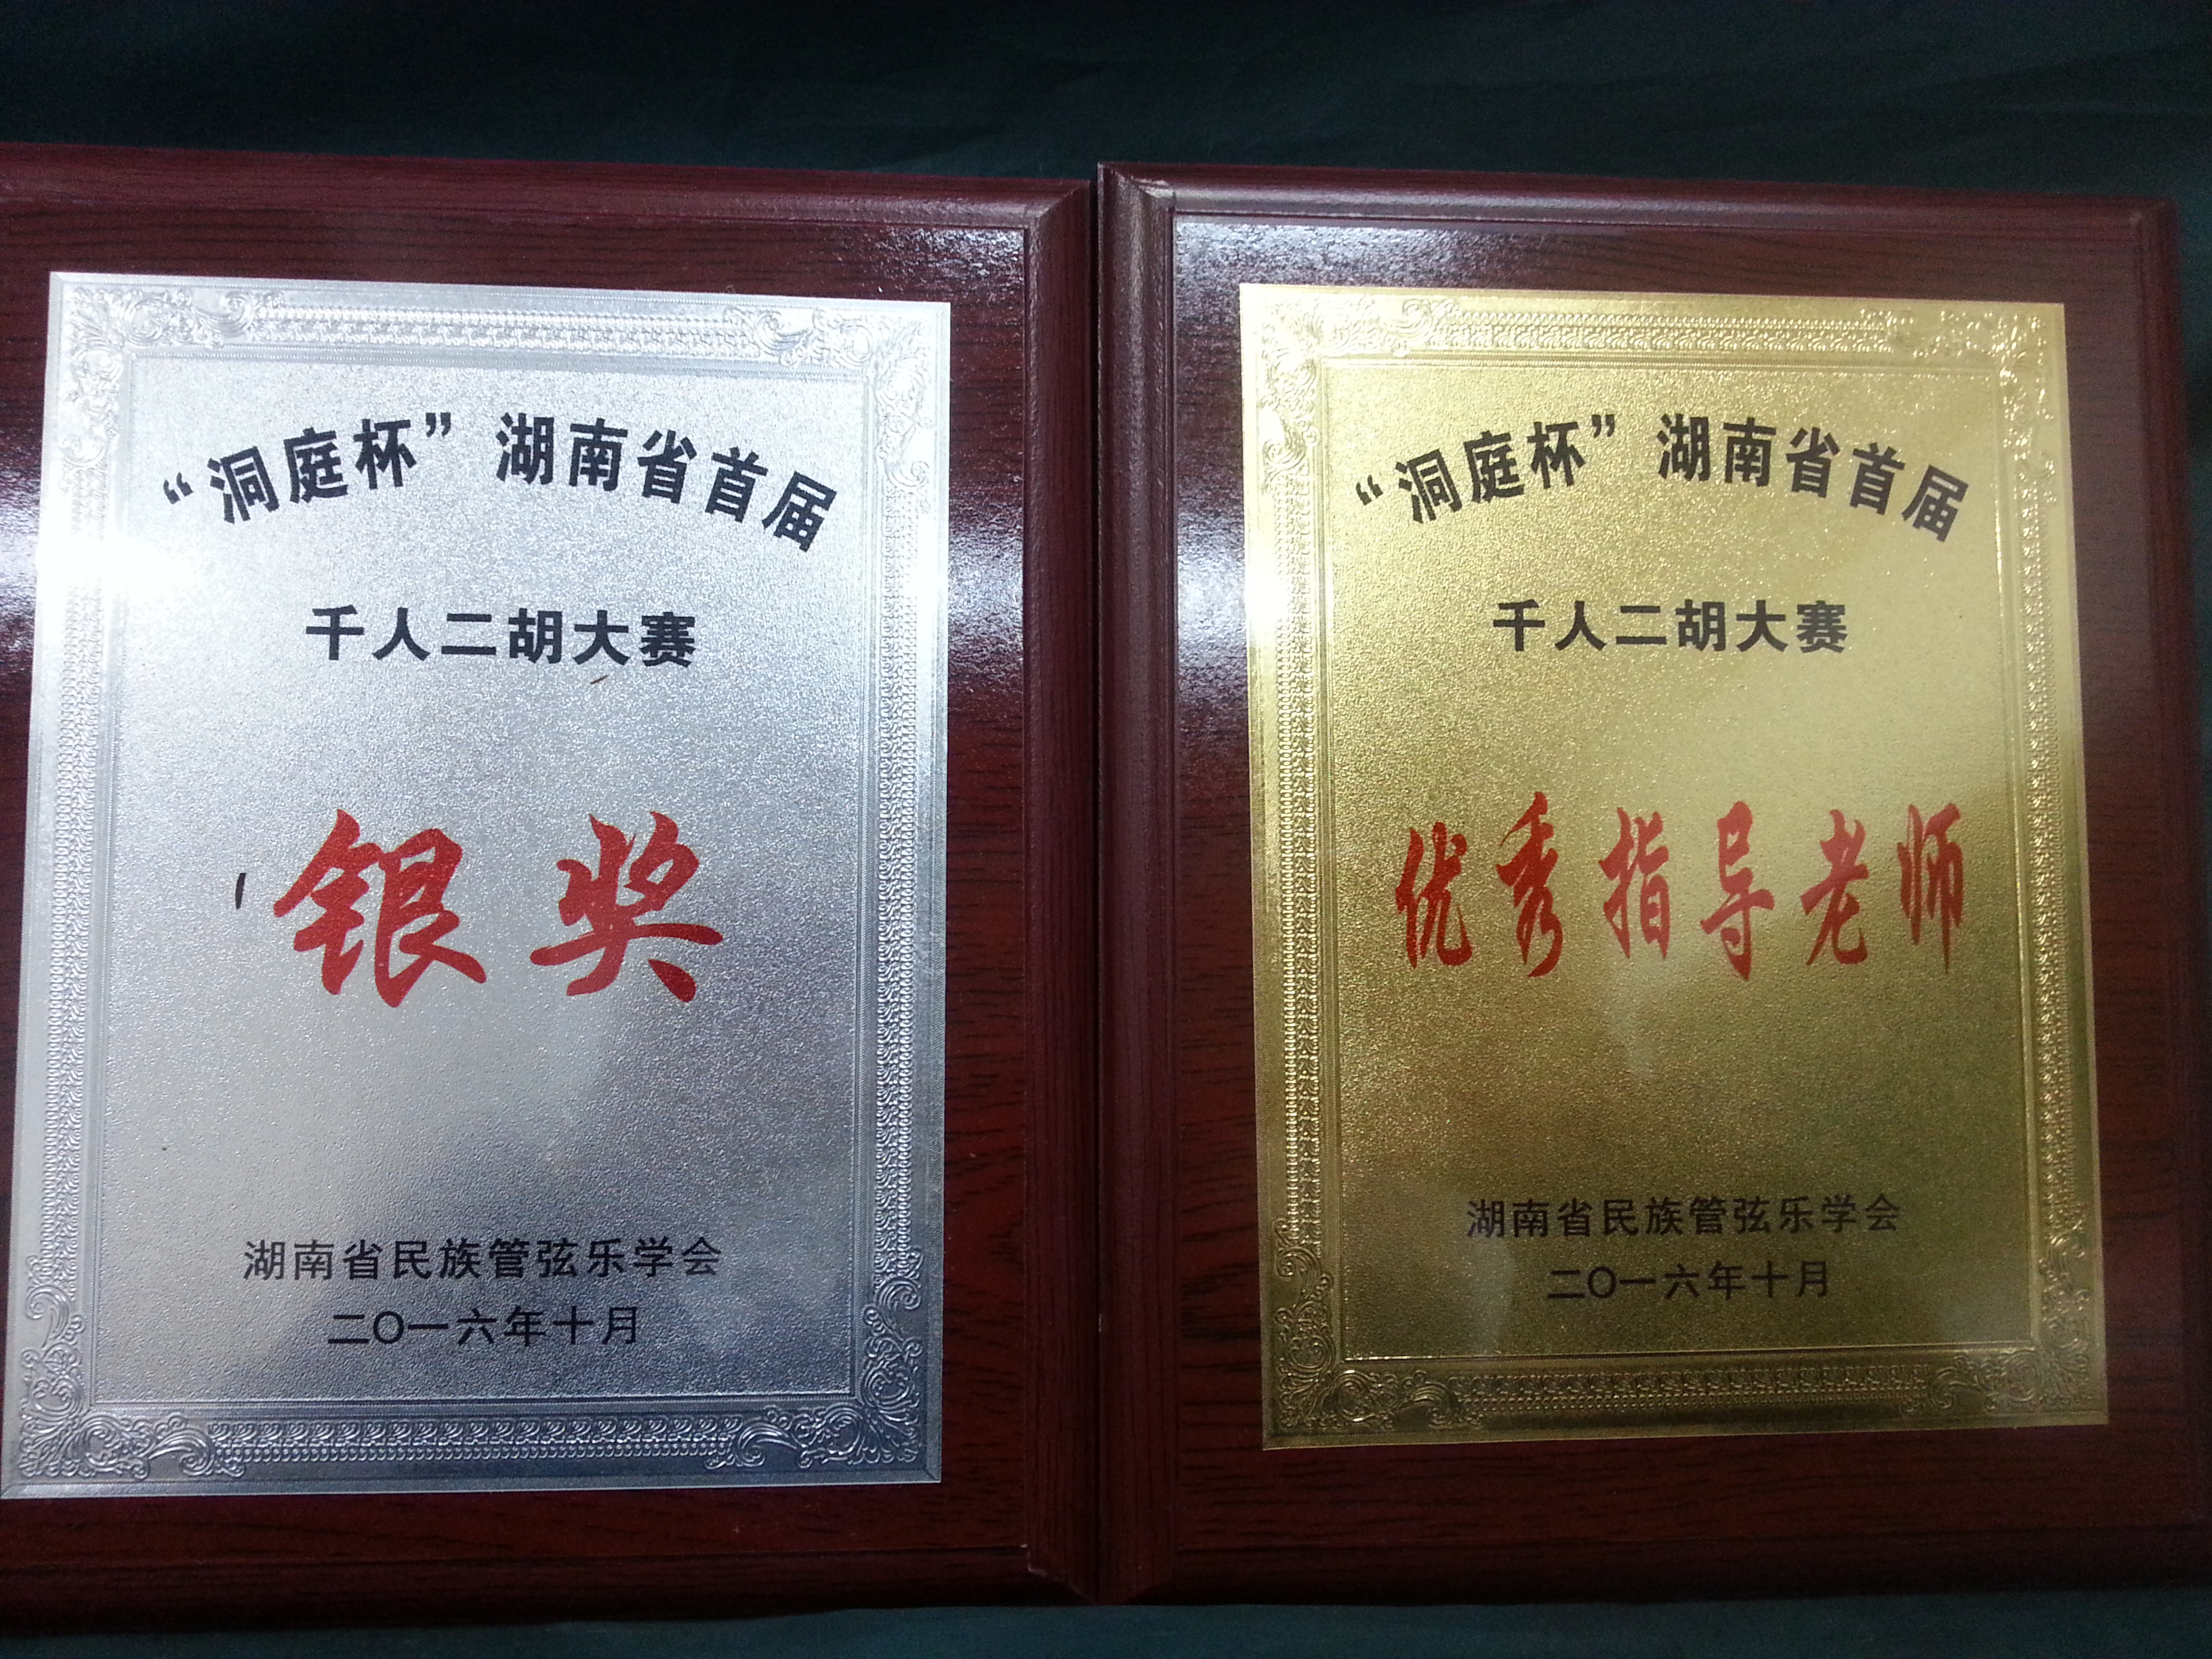 “洞庭杯”湖南省首届
千人二胡大赛
银奖
湖南省民族管弦乐学会
二〇一六年十月
“洞庭杯”湖南省首届
千人二胡大赛
优秀指导老师
湖南省民族管弦乐学会
二〇一六年十月